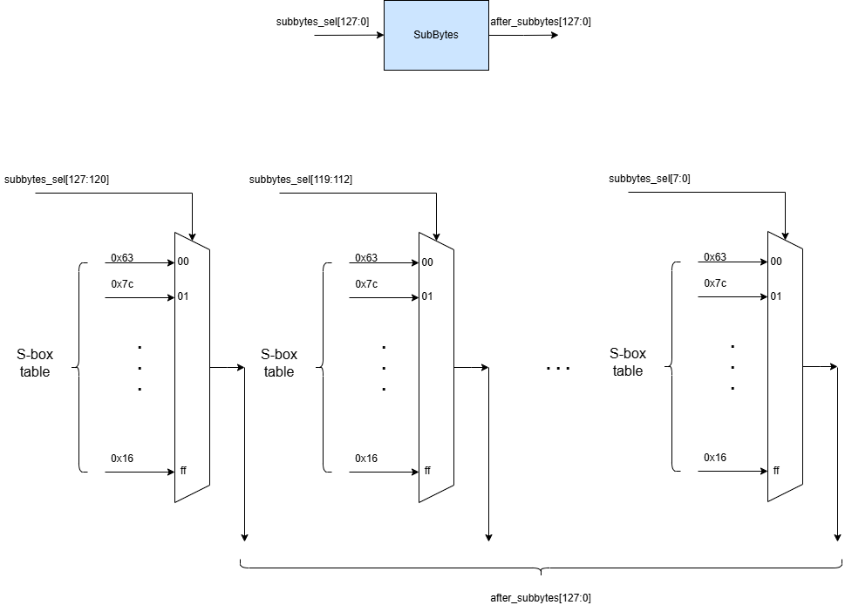 subbytes_sel[127:0]
SubBytes
after_subbytes[127:0]
subbytes_sel[127:120]
subbytes_sel[119:112]
subbytes_sel[7:0]
0x63
00
0x7c
01
S-box
table
0x16
ff
0x63
00
0x7c
01
S-box
table
0x16
ff
. . .
0x63
00
0x7c
01
S-box
table
0x16
ff
after_subbytes[127:0]